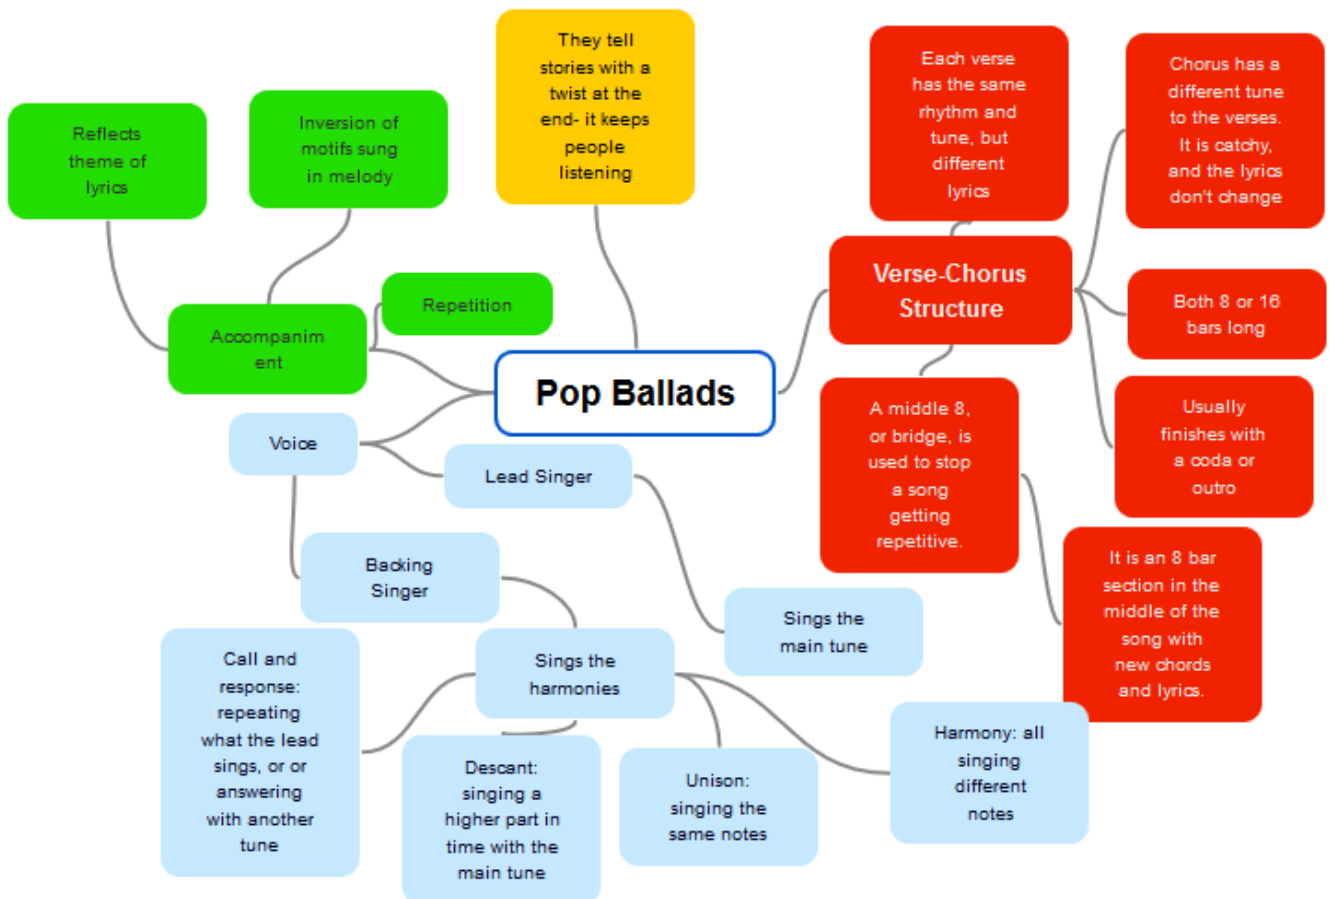 They tell
stories with a
twist at the
end- it keeps
people
listening
Each verse
has the same
rhythm and
tune, but
different
lyrics
Chorus has a
different tune
to the verses.
It is catchy,
and the lyrics
don't change
Reflects
theme of
lyrics
Inversion of
motifs sung
in melody
Repetition
Accompanim
ent
Verse-Chorus
Structure
Both 8 or 16
bars long
Pop Ballads
A middle 8,
or bridge, is
used to stop
a song
getting
repetitive.
Usually
finishes with
a coda or
outro
Voice
Lead Singer
Backing
Singer
It is an 8 bar
section in the
middle of the
song with
new chords
and lyrics.
Sings the
main tune
Sings the
harmonies
Call and
response:
repeating
what the lead
sings, or or
answering
with another
tune
Descant:
singing a
higher part in
time with the
main tune
Unison:
singing the
same notes
Harmony: all
singing
different
notes